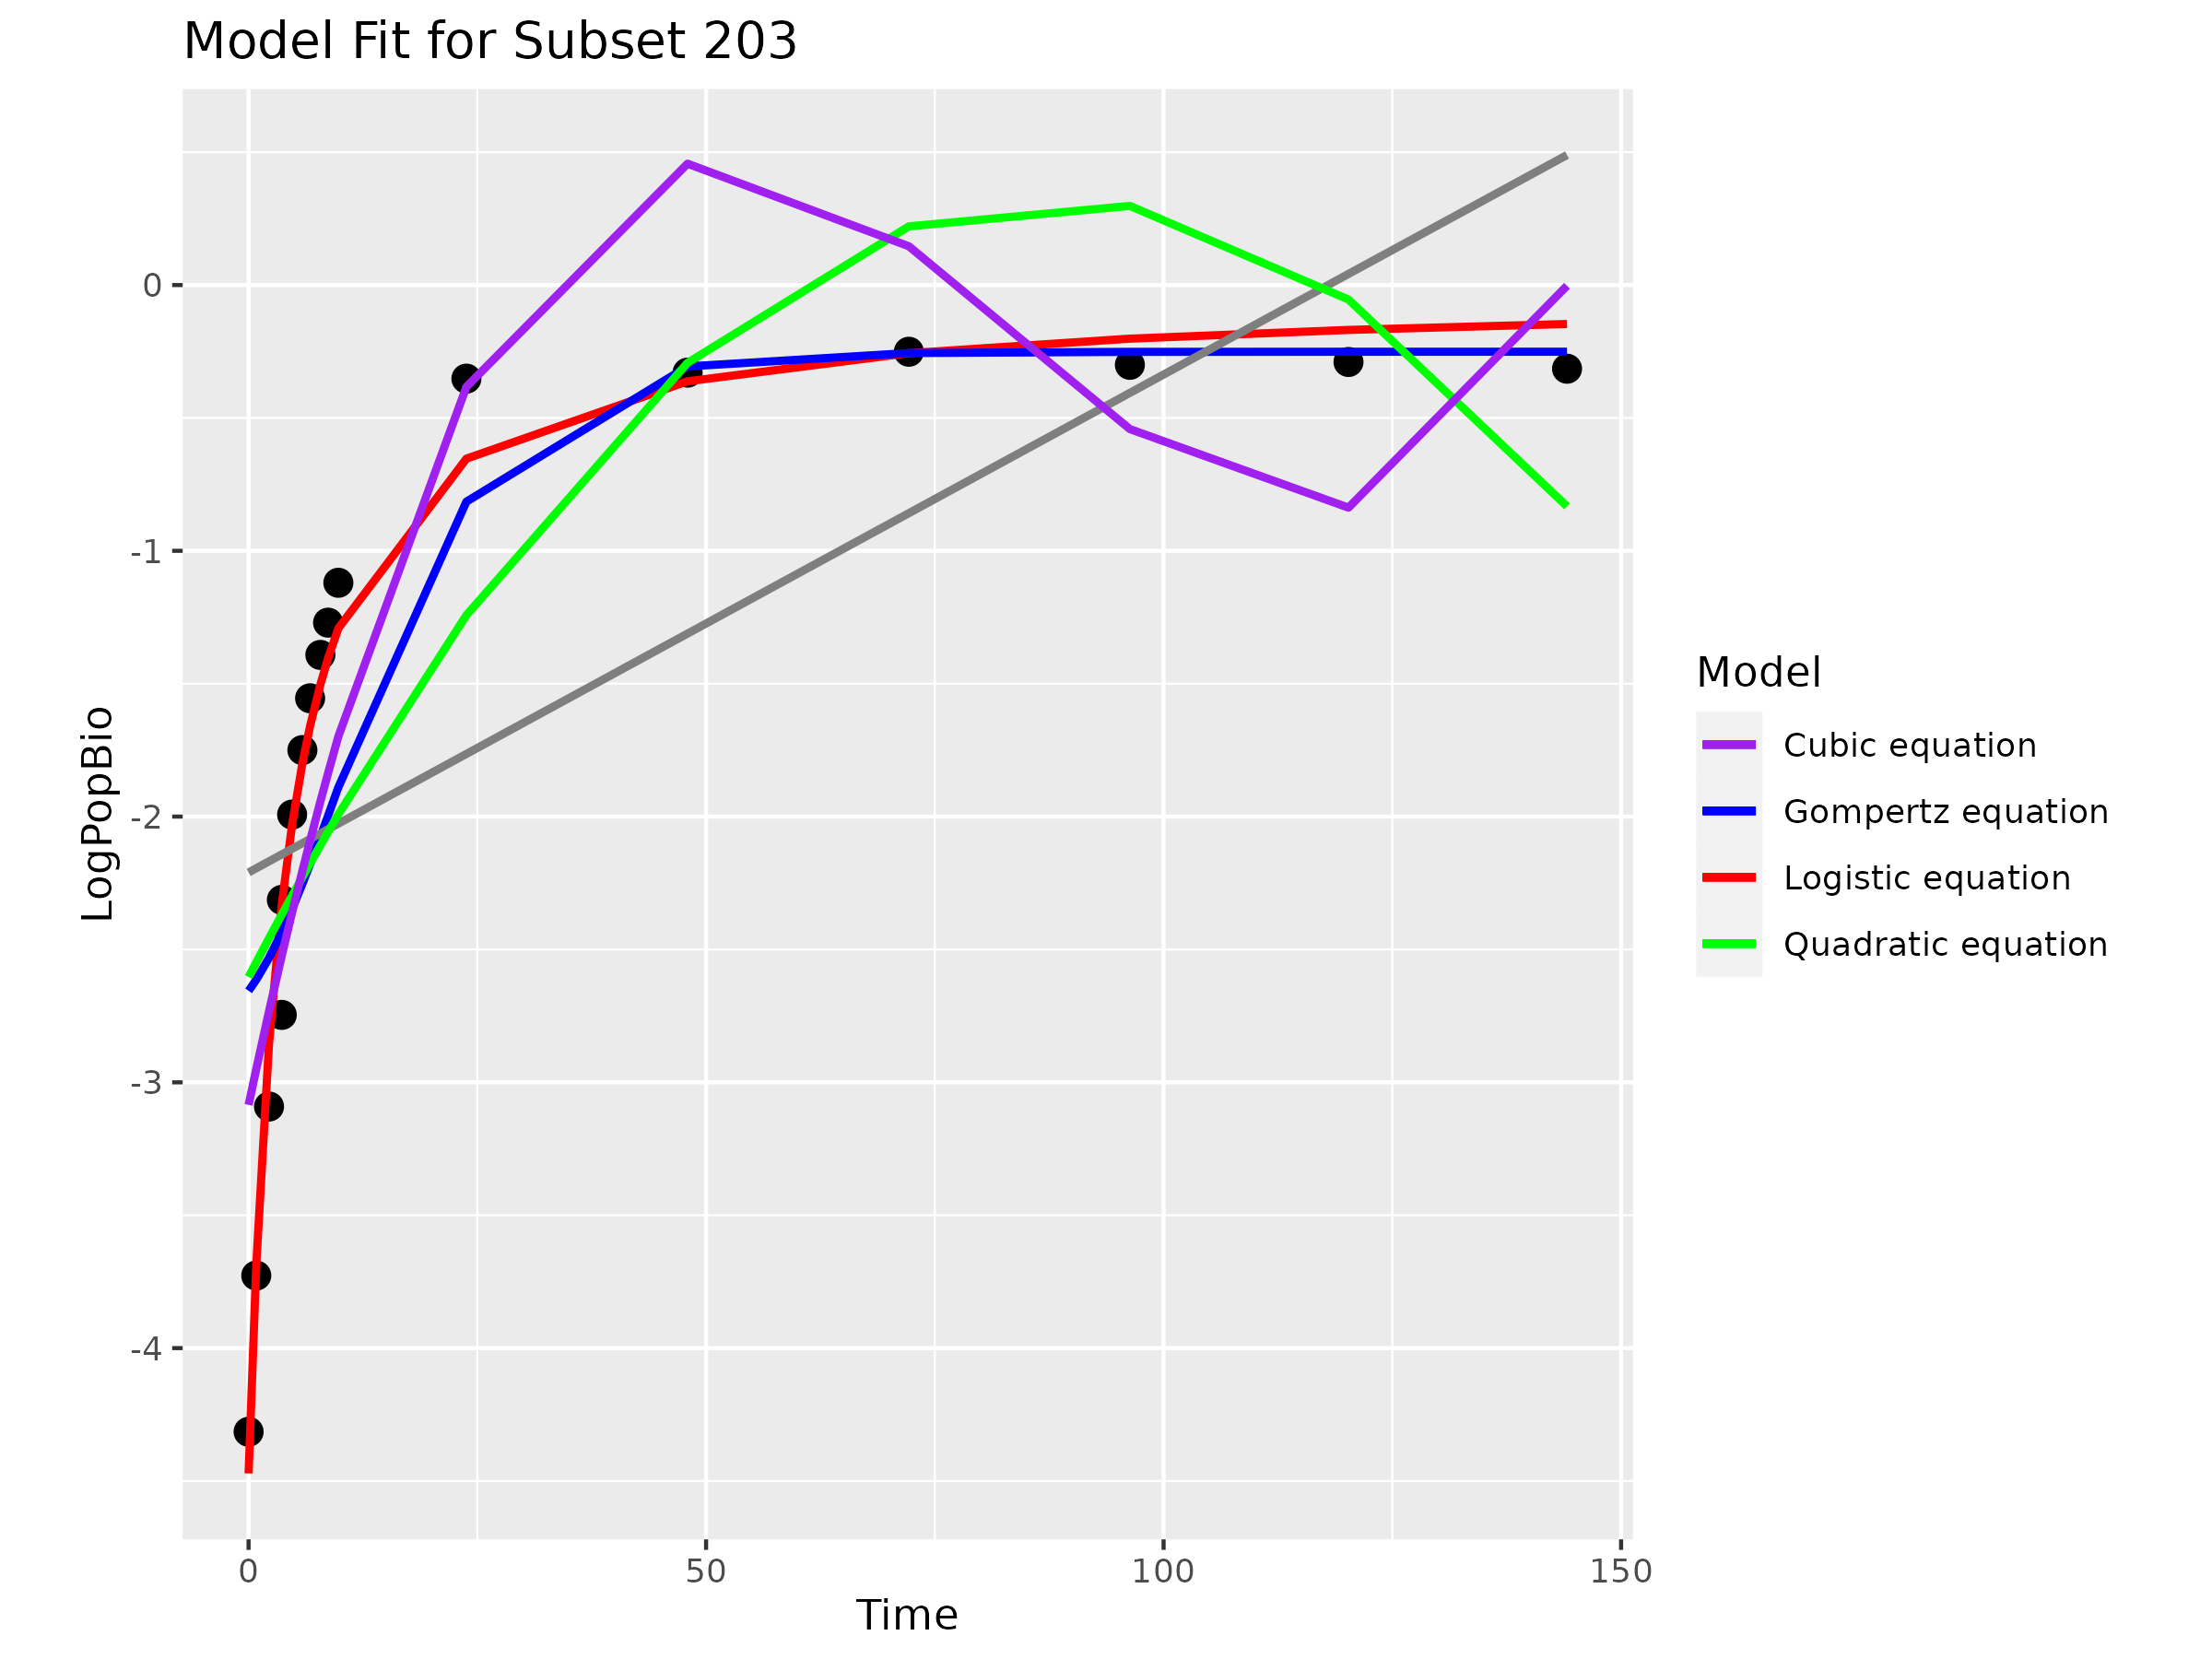 Model Fit for Subset 203
0
-1
-2
-3
-4
LogPopBio
0
50
100
150
Time
Model
Cubic equation
Gompertz equation
Logistic equation
Quadratic equation